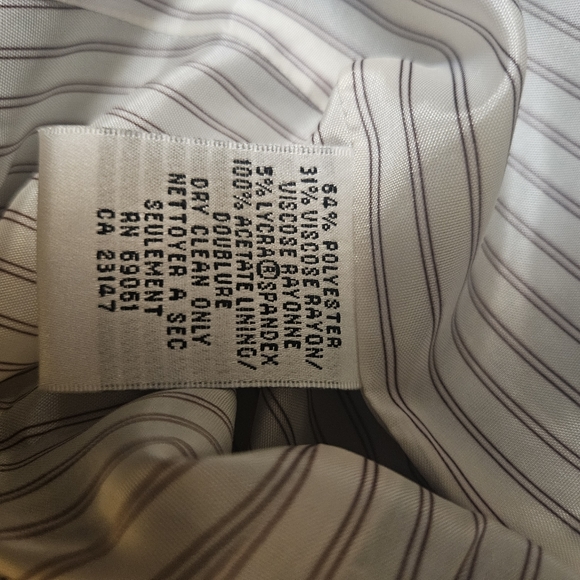 64% POLYESTER
31% VISCOSE RAYON/
VISCOSE RAYONNE
5% LYCRA®SPANDEX
100% ACETATE LINING/
DOUBLURE
DRY CLEAN ONLY
NETTOYER A SEC
SEULEMENT
RN 69051
CA 23147